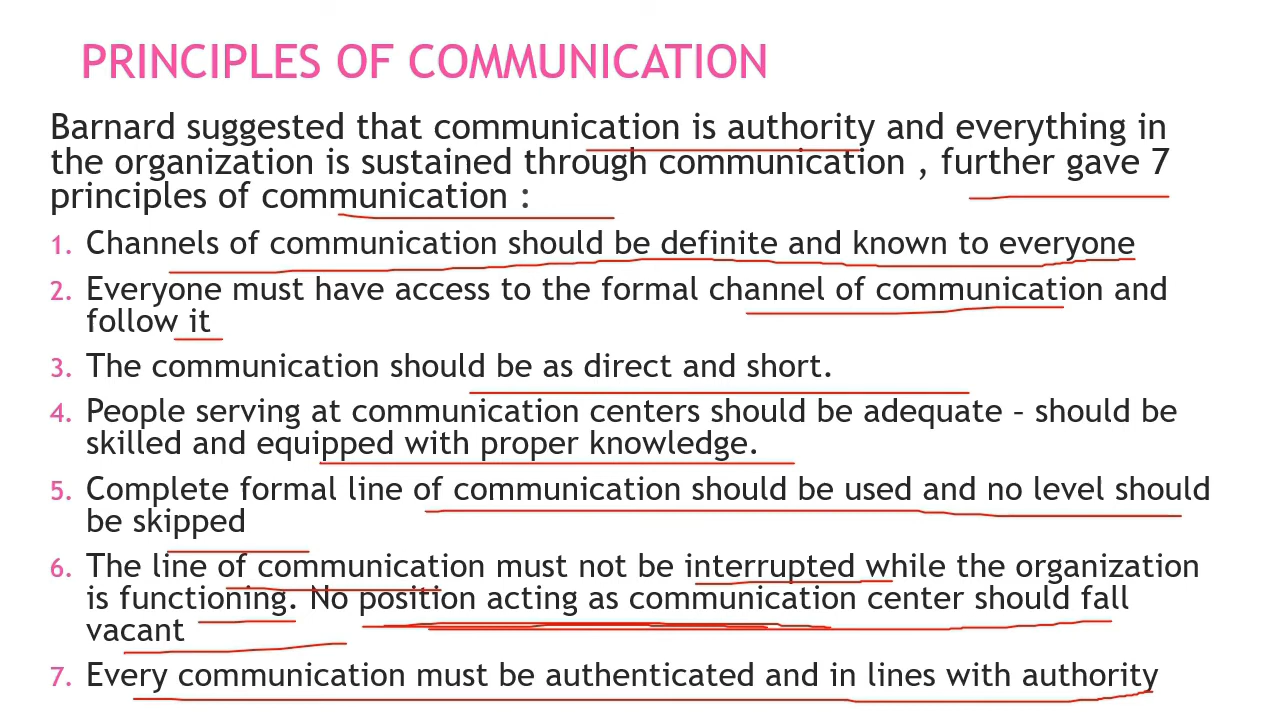 PRINCIPLES OF COMMUNICATION
Barnard suggested that communication is authority and everything in
the organization is sustained through communication , further gave 7
principles of communication :
1. Channels of communication should be definite and known to everyone
2. Everyone must have access to the formal channel of communication and
follow it
3. The communication should be as direct and short.
4. People serving at communication centers should be adequate – should be
skilled and equipped with proper knowledge.
5. Complete formal line of communication should be used and no level should
be skipped
6. The line of communication must not be interrupted while the organization
is functioning. No position acting as communication center should fall
vacant
7. Every communication must be authenticated and in lines with authority